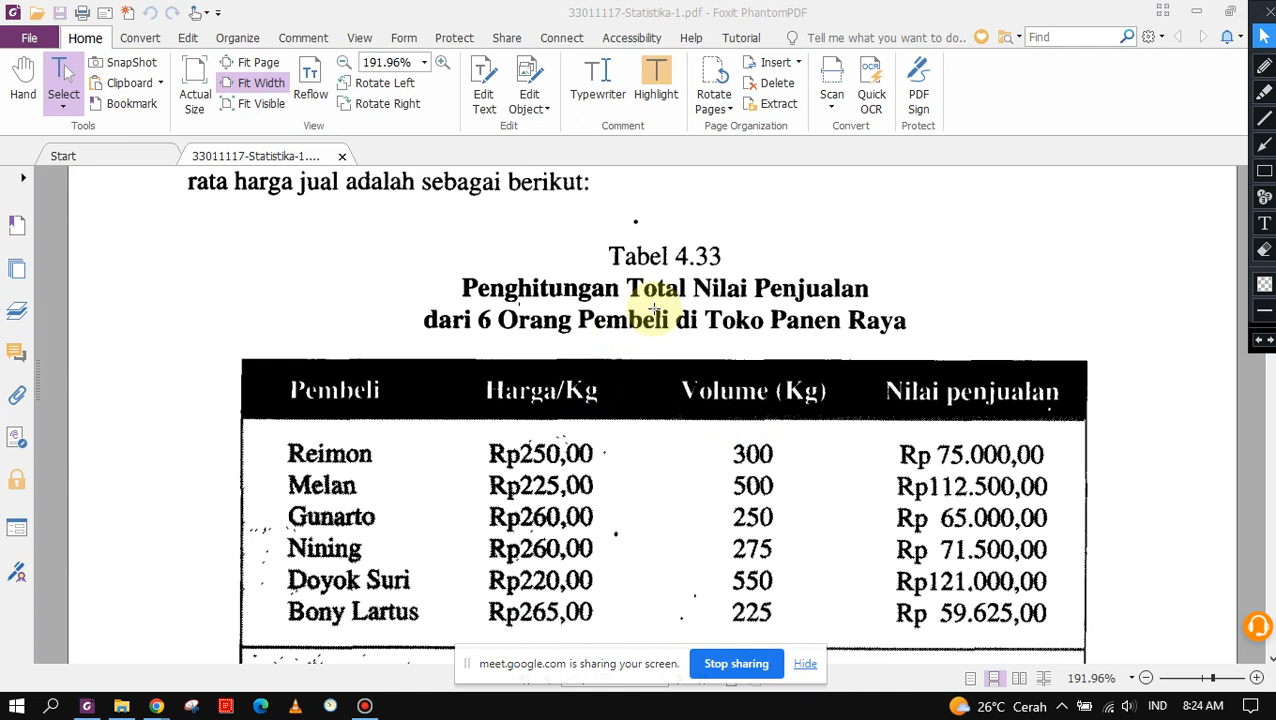 33011117-Statistika-1.pdf - Foxit PhantomPDF
File Home Convert Edit Organize Comment View Form Protect Share Connect Accessibility Help Tutorial Tell me what you want to do... Find
Hand
Select
SnapShot
Clipboard
Bookmark
Tools
Actual Size
Fit Page
Fit Width
Fit Visible
Reflow
191.96%
Rotate Left
Rotate Right
View
Edit Text
Edit Object
Edit
Typewriter
Highlight
Comment
Rotate Pages
Insert
Delete
Extract
Page Organization
Scan
Quick OCR
Convert
PDF Sign
Protect
Start 33011117-Statistika-1....
rata harga jual adalah sebagai berikut:
Tabel 4.33
Penghitungan Total Nilai Penjualan
dari 6 Orang Pembeli di Toko Panen Raya
Pembeli Harga/Kg Volume (Kg) Nilai penjualan
Reimon Rp250,00 300 Rp 75.000,00
Melan Rp225,00 500 Rp112.500,00
Gunarto Rp260,00 250 Rp 65.000,00
Nining Rp260,00 275 Rp 71.500,00
Doyok Suri Rp220,00 550 Rp121.000,00
Bony Lartus Rp265,00 225 Rp 59.625,00
meet.google.com is sharing your screen. Stop sharing Hide
191.96%
26°C Cerah IND 8:24 AM